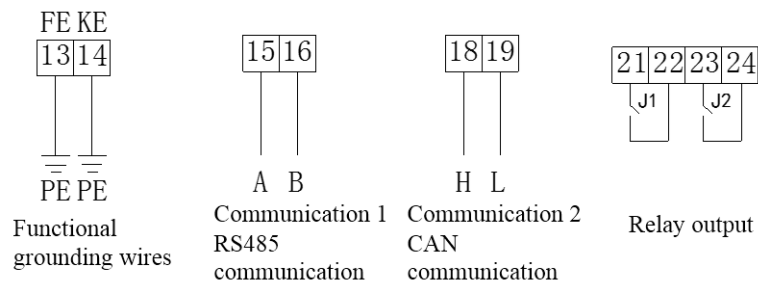 FE KE
13 14
PE PE
Functional
grounding wires
15 16
A B
Communication 1
RS485
communication
18 19
H L
Communication 2
CAN
communication
21 22 23 24
J1 J2
Relay output